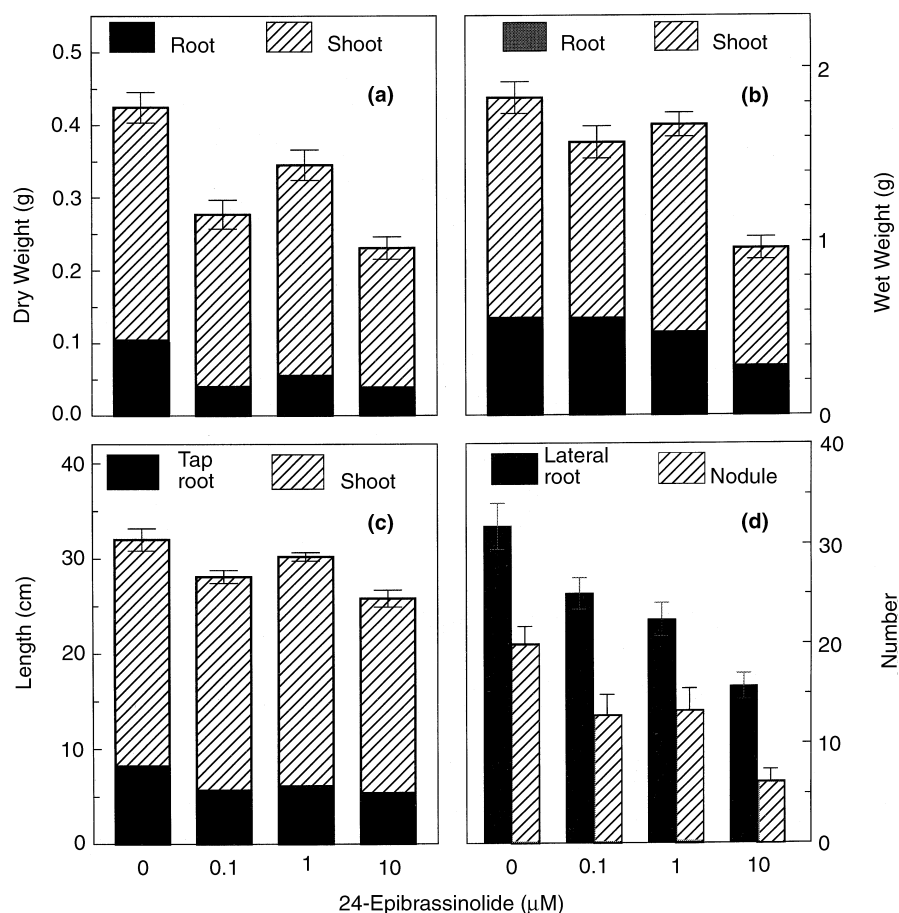 Root Shoot
(a)
0.5
0.4
0.3
0.2
0.1
0.0
Dry Weight (g)
Root Shoot
(b)
2
1
0
Wet Weight (g)
Tap root Shoot
(c)
40
30
20
10
0
Length (cm)
Lateral root Nodule
(d)
40
30
20
10
0
Number
0 0.1 1 10
0 0.1 1 10
24-Epibrassinolide (μM)